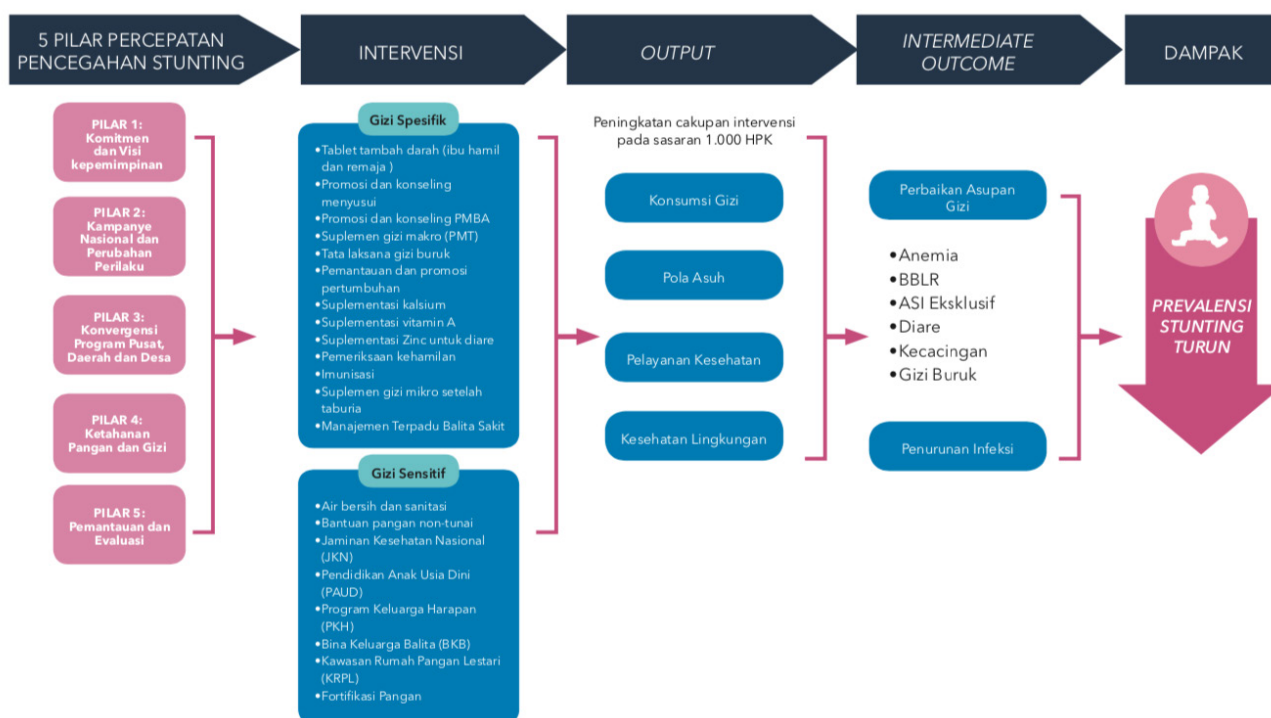 5 PILAR PERCEPATAN
PENCEGAHAN STUNTING
INTERVENSI
OUTPUT
INTERMEDIATE
OUTCOME
DAMPAK
PILAR 1:
Komitmen
dan Visi
kepemimpinan
PILAR 2:
Kampanye
Nasional dan
Perubahan
Perilaku
PILAR 3:
Konvergensi
Program Pusat,
Daerah dan Desa
PILAR 4:
Ketahanan
Pangan dan Gizi
PILAR 5:
Pemantauan dan
Evaluasi
Gizi Spesifik
•Tablet tambah darah (ibu hamil
dan remaja )
•Promosi dan konseling
menyusui
•Promosi dan konseling PMBA
•Suplemen gizi makro (PMT)
•Tata laksana gizi buruk
•Pemantauan dan promosi
pertumbuhan
•Suplementasi kalsium
•Suplementasi vitamin A
•Suplementasi Zinc untuk diare
•Pemeriksaan kehamilan
•Imunisasi
•Suplemen gizi mikro setelah
taburia
•Manajemen Terpadu Balita Sakit
Gizi Sensitif
•Air bersih dan sanitasi
•Bantuan pangan non-tunai
•Jaminan Kesehatan Nasional
(JKN)
•Pendidikan Anak Usia Dini
(PAUD)
•Program Keluarga Harapan
(PKH)
•Bina Keluarga Balita (BKB)
•Kawasan Rumah Pangan Lestari
(KRPL)
•Fortifikasi Pangan
Peningkatan cakupan intervensi
pada sasaran 1.000 HPK
Konsumsi Gizi
Pola Asuh
Pelayanan Kesehatan
Kesehatan Lingkungan
Perbaikan Asupan
Gizi
•Anemia
•BBLR
•ASI Eksklusif
•Diare
•Kecacingan
•Gizi Buruk
Penurunan Infeksi
PREVALENSI
STUNTING
TURUN